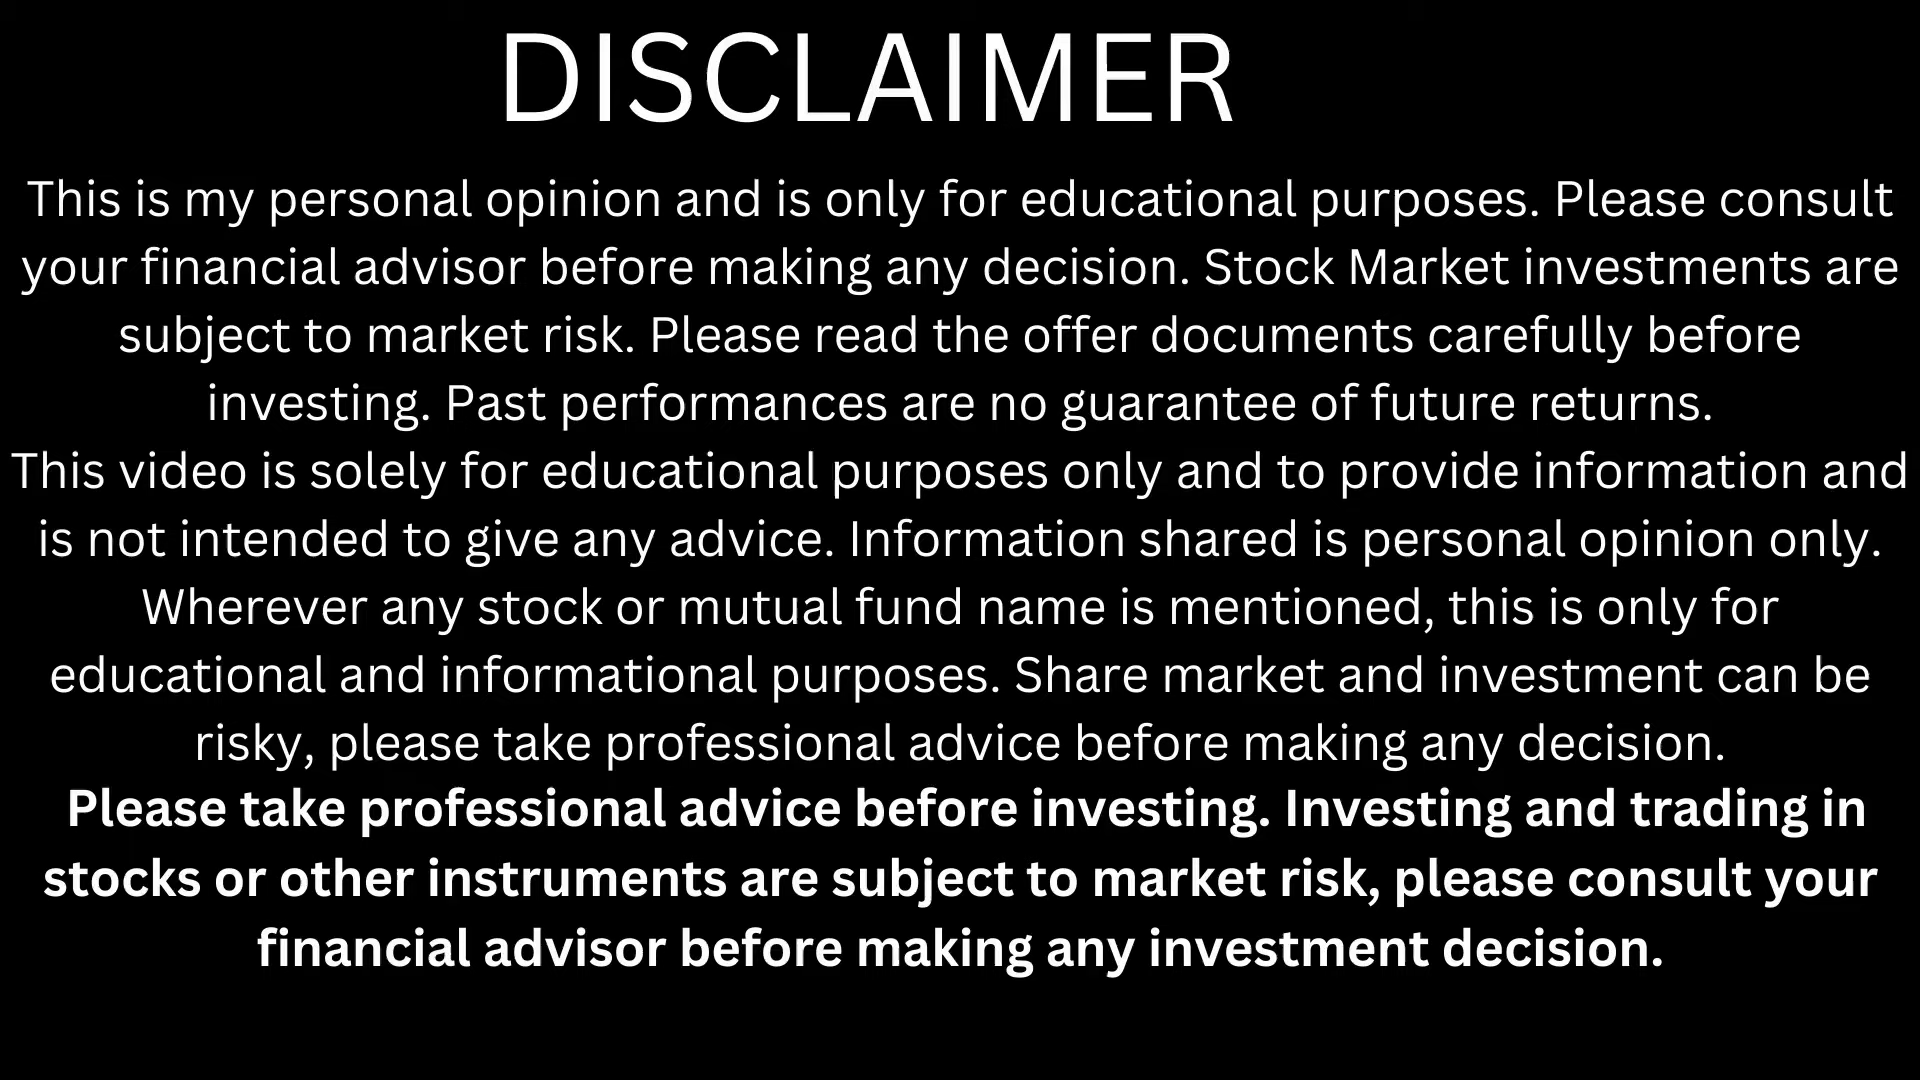 DISCLAIMER
This is my personal opinion and is only for educational purposes. Please consult
your financial advisor before making any decision. Stock Market investments are
subject to market risk. Please read the offer documents carefully before
investing. Past performances are no guarantee of future returns.
This video is solely for educational purposes only and to provide information and
is not intended to give any advice. Information shared is personal opinion only.
Wherever any stock or mutual fund name is mentioned, this is only for
educational and informational purposes. Share market and investment can be
risky, please take professional advice before making any decision.
Please take professional advice before investing. Investing and trading in
stocks or other instruments are subject to market risk, please consult your
financial advisor before making any investment decision.